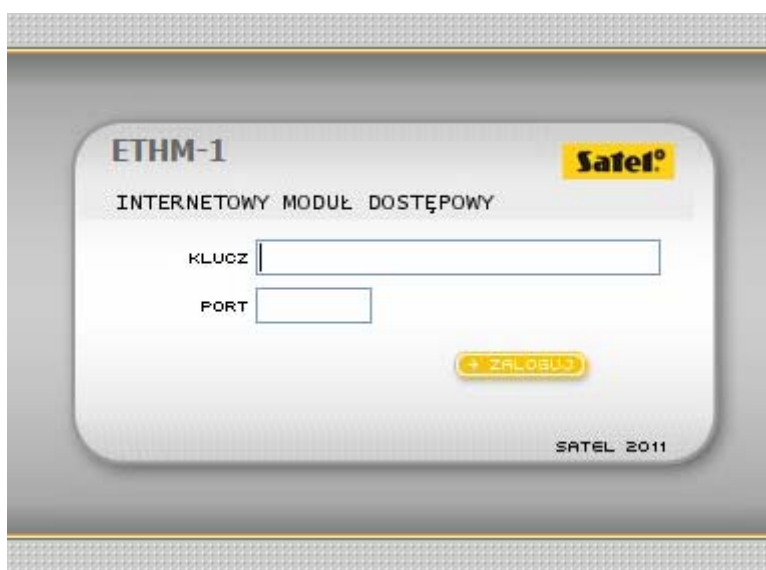 ETHM-1
Satel.®
INTERNETOWY MODUŁ DOSTĘPOWY
KLUCZ
PORT
ZALOGUJ
SATEL 2011